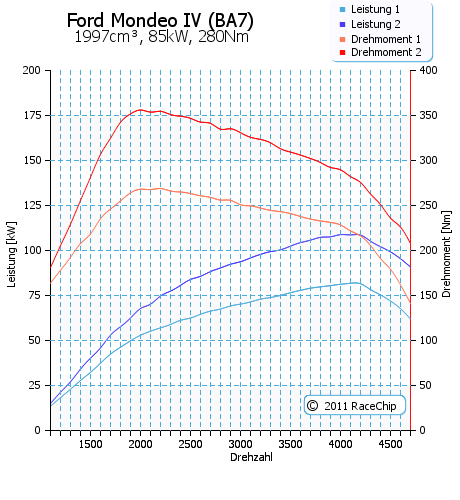 Ford Mondeo IV (BA7)
1997cm³, 85kW, 280Nm
Leistung 1
Leistung 2
Drehmoment 1
Drehmoment 2
200
175
150
125
100
75
50
25
0
Leistung [kW]
400
350
300
250
200
150
100
50
0
Drehmoment [Nm]
1500 2000 2500 3000 3500 4000 4500
Drehzahl
© 2011 RaceChip